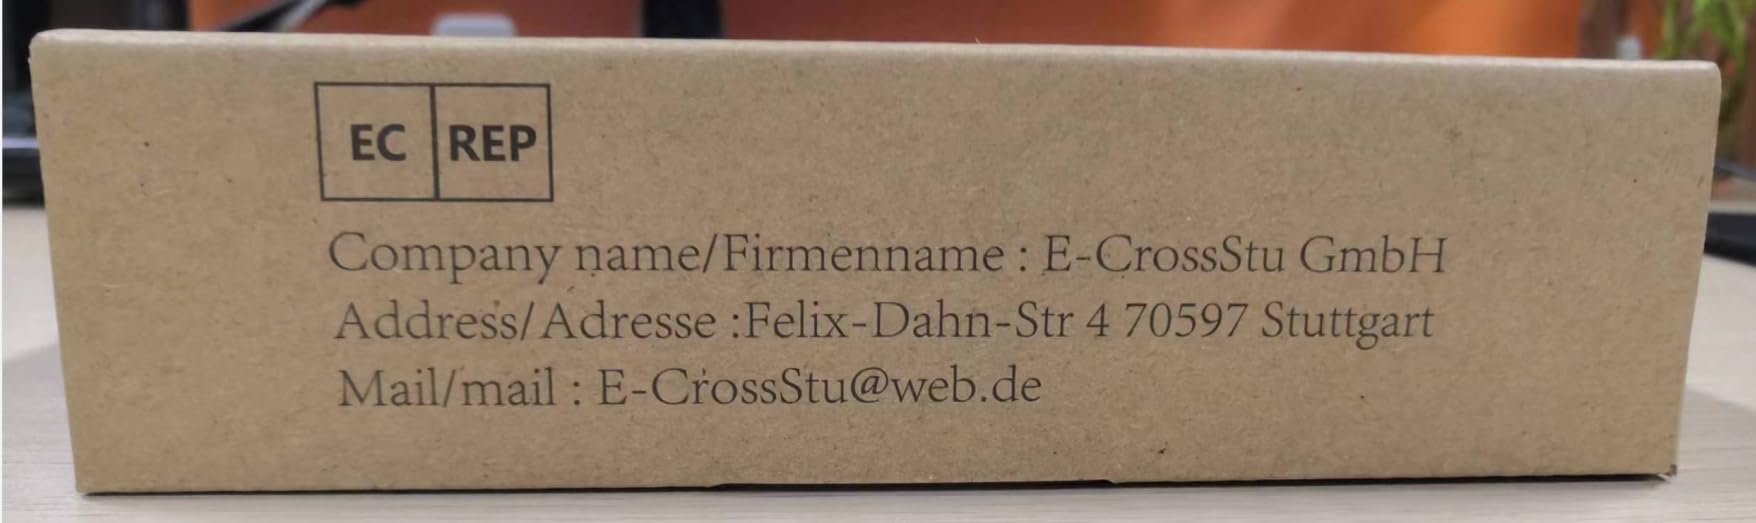 EC REP
Company name/Firmenname : E-CrossStu GmbH
Address/Adresse :Felix-Dahn-Str 4 70597 Stuttgart
Mail/mail : E-CrossStu@web.de